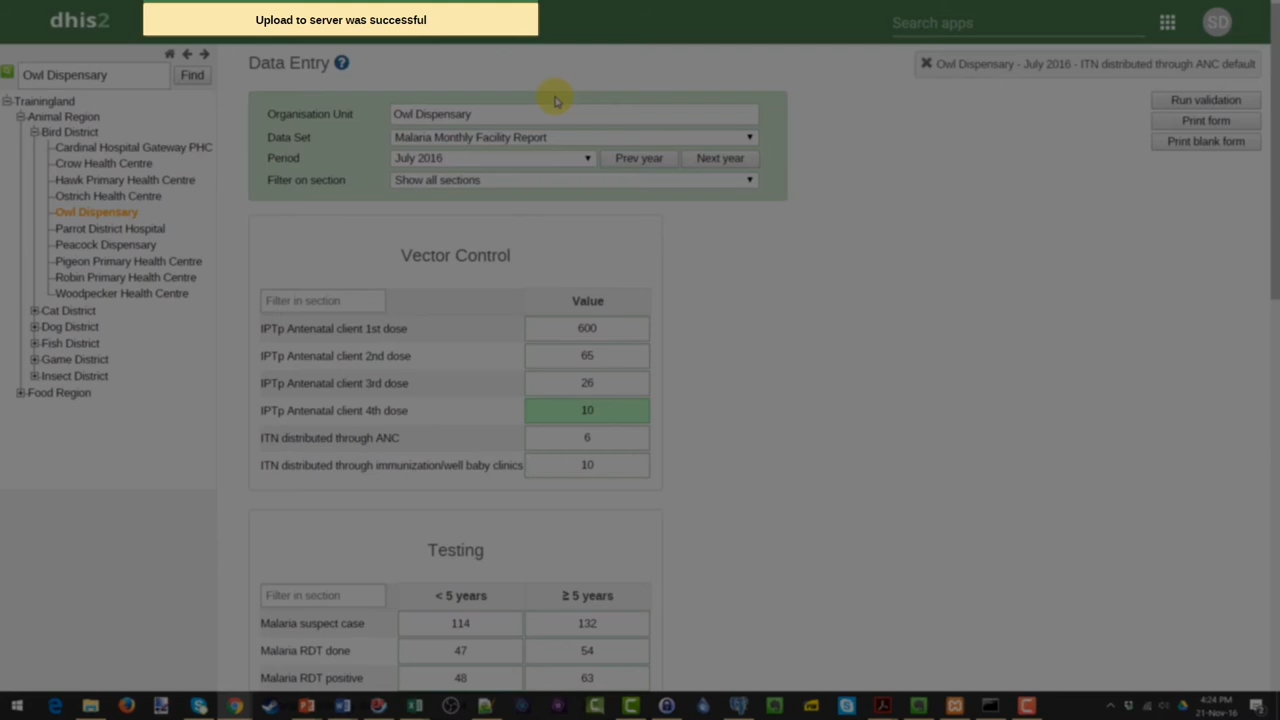 Upload to server was successful
dhis2
Search apps
SD
Owl Dispensary
Find
Data Entry
Owl Dispensary - July 2016 - ITN distributed through ANC default
Traningland
Animal Region
Bird District
Cardinal Hospital Gateway PHC
Crow Health Centre
Hawk Primary Health Centre
Ostrich Health Centre
Owl Dispensary
Parrot District Hospital
Peacock Dispensary
Pigeon Primary Health Centre
Robin Primary Health Centre
Woodpecker Health Centre
Cat District
Dog District
Fish District
Game District
Insect District
Food Region
Organisation Unit Owl Dispensary
Data Set Malaria Monthly Facility Report
Period July 2016 Prev year Next year
Filter on section Show all sections
Run validation
Print form
Print blank form
Vector Control
Filter in section Value
IPTp Antenatal client 1st dose 600
IPTp Antenatal client 2nd dose 65
IPTp Antenatal client 3rd dose 26
IPTp Antenatal client 4th dose 10
ITN distributed through ANC 6
ITN distributed through immunization/well baby clinics 10
Testing
Filter in section < 5 years ≥ 5 years
Malaria suspect case 114 132
Malaria RDT done 47 54
Malaria RDT positive 48 63
4:24 PM
21-Nov-16